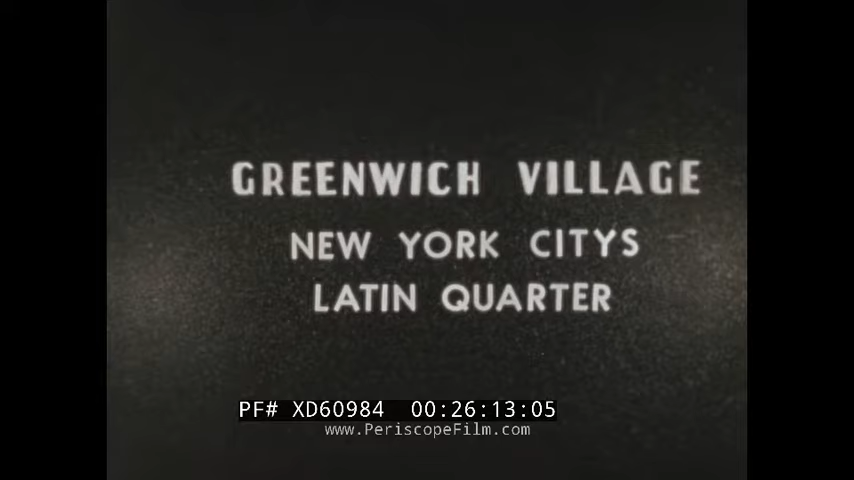 GREENWICH VILLAGE
NEW YORK CITYS
LATIN QUARTER
PF# XD60984 00:26:13:05
www.PeriscopeFilm.com